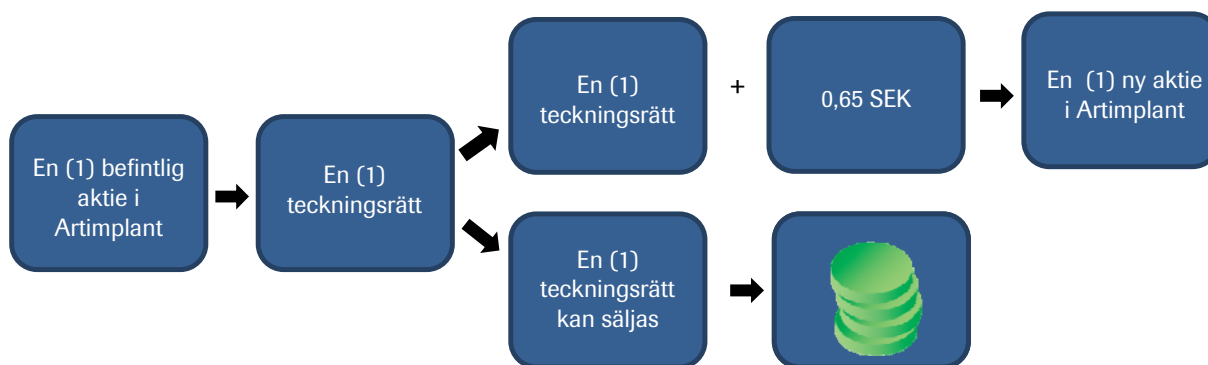 En (1) befintlig
aktie i
Artimplant
En (1)
teckningsrätt
En (1)
teckningsrätt
+
0,65 SEK
En (1) ny aktie
i Artimplant
En (1)
teckningsrätt
kan säljas